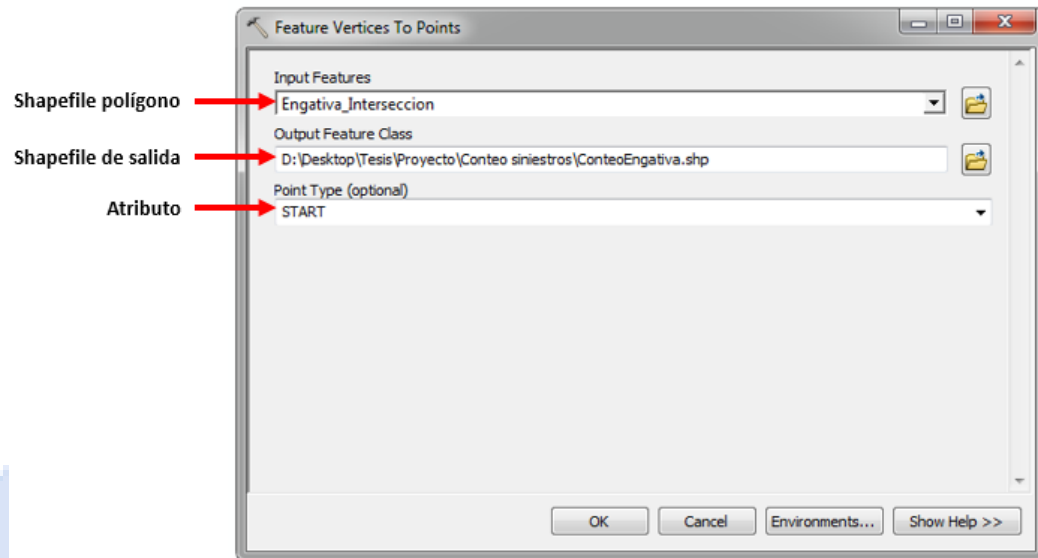 Feature Vertices To Points
Input Features
Shapefile polígono
Engativa_Interseccion
Output Feature Class
Shapefile de salida
D:\Desktop\Tesis\Proyecto\Conteo siniestros\ConteoEngativa.shp
Point Type (optional)
Atributo
START
OK
Cancel
Environments...
Show Help >>